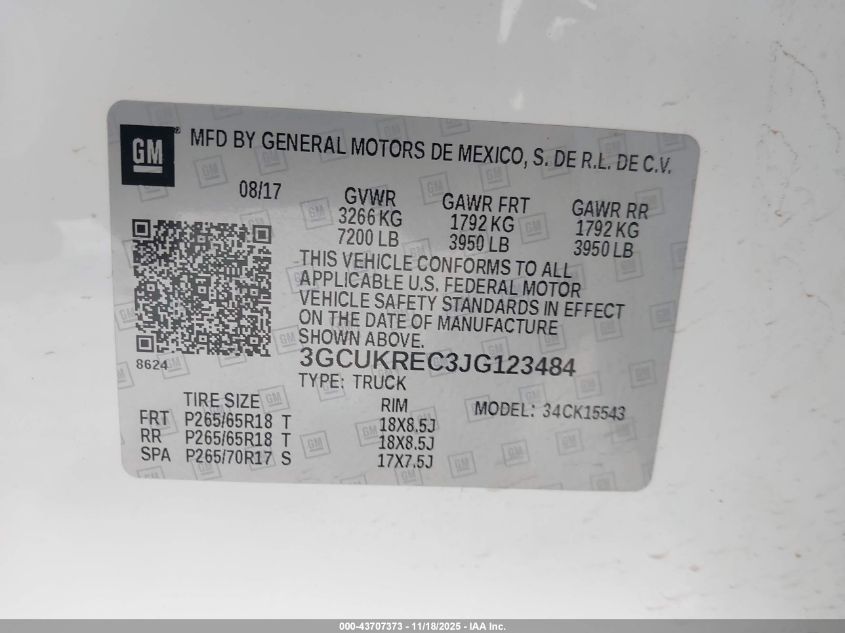 GM ® MFD BY GENERAL MOTORS DE MEXICO, S. DE R.L. DE C.V.
08/17 GVWR GAWR FRT GAWR RR
3266 KG 1792 KG 1792 KG
7200 LB 3950 LB 3950 LB
THIS VEHICLE CONFORMS TO ALL
APPLICABLE U.S. FEDERAL MOTOR
VEHICLE SAFETY STANDARDS IN EFFECT
ON THE DATE OF MANUFACTURE
SHOWN ABOVE.
8624 3GCUKREC3JG123484
TYPE: TRUCK
TIRE SIZE RIM MODEL: 34CK15543
FRT P265/65R18 T 18X8.5J
RR P265/65R18 T 18X8.5J
SPA P265/70R17 S 17X7.5J
000-43707373 - 11/18/2025 - IAA Inc.